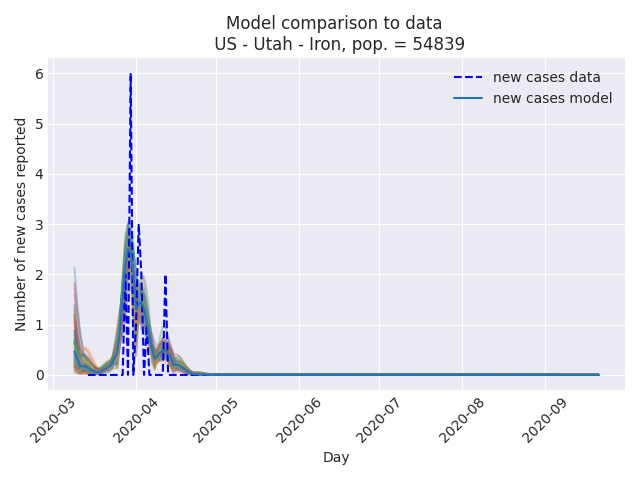 Model comparison to data
US - Utah - Iron, pop. = 54839
new cases data
new cases model
Number of new cases reported
6
5
4
3
2
1
0
2020-03
2020-04
2020-05
2020-06
2020-07
2020-08
2020-09
Day